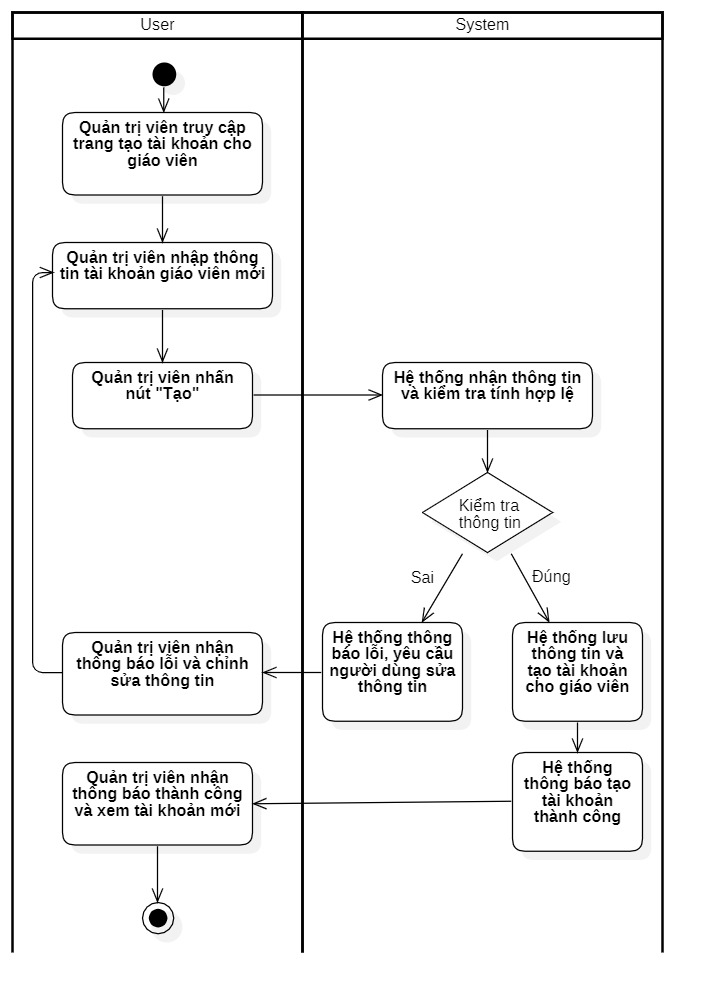 User
System
Quản trị viên truy cập
trang tạo tài khoản cho
giáo viên
Quản trị viên nhập thông
tin tài khoản giáo viên mới
Quản trị viên nhấn
nút "Tạo"
Hệ thống nhận thông tin
và kiểm tra tính hợp lệ
Kiểm tra
thông tin
Sai
Đúng
Quản trị viên nhận
thông báo lỗi và chỉnh
sửa thông tin
Hệ thống thông
báo lỗi, yêu cầu
người dùng sửa
thông tin
Hệ thống lưu
thông tin và
tạo tài khoản
cho giáo viên
Quản trị viên nhận
thông báo thành công
và xem tài khoản mới
Hệ thống
thông báo tạo
tài khoản
thành công